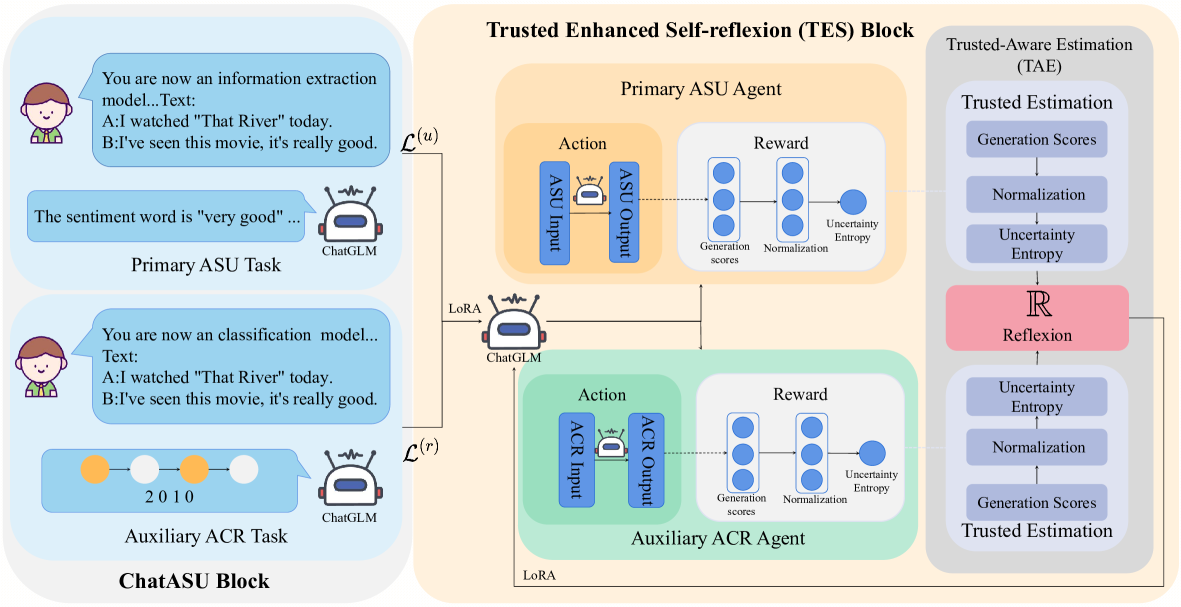 You are now an information extraction
model...Text:
A:I watched "That River" today.
B:I've seen this movie, it's really good.
The sentiment word is "very good" ...
ChatGLM
Primary ASU Task
You are now an classification model...
Text:
A:I watched "That River" today.
B:I've seen this movie, it's really good.
2 0 1 0
ChatGLM
Auxiliary ACR Task
ChatASU Block
ℒ(u)
ℒ(r)
LoRA
ChatGLM
Trusted Enhanced Self-reflexion (TES) Block
Primary ASU Agent
Action
ASU Input
ASU Output
Reward
Generation
scores
Normalization
Uncertainty
Entropy
Action
ACR Input
ACR Output
Reward
Generation
scores
Normalization
Uncertainty
Entropy
Auxiliary ACR Agent
LoRA
Trusted-Aware Estimation
(TAE)
Trusted Estimation
Generation Scores
Normalization
Uncertainty
Entropy
ℝ
Reflexion
Uncertainty
Entropy
Normalization
Generation Scores
Trusted Estimation